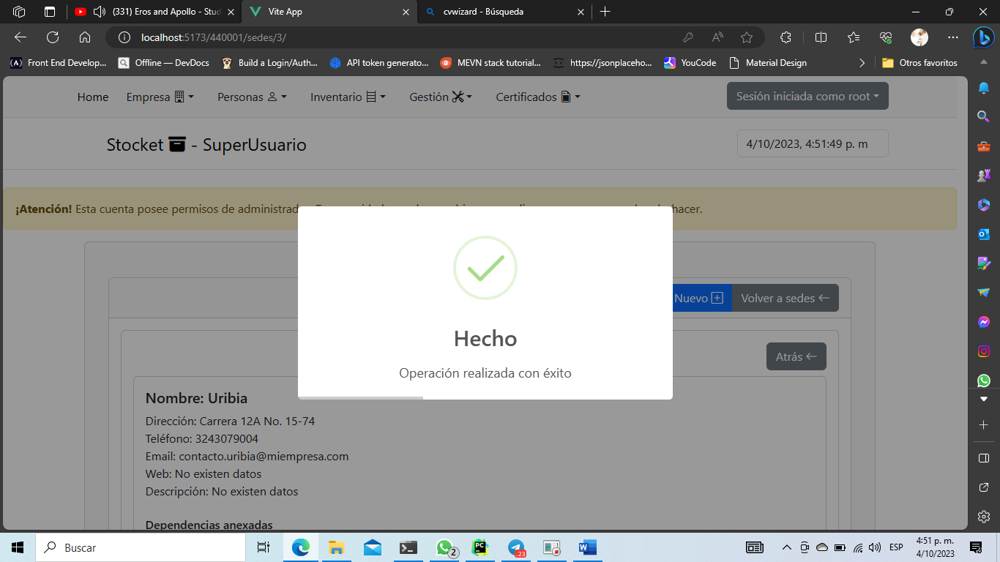 (331) Eros and Apollo - Stud
Vite App
cvwizard - Búsqueda
localhost:5173/440001/sedes/3/
Front End Develop...
Offline — DevDocs
Build a Login/Auth...
API token generato...
MEVN stack tutorial...
https://jsonplaceho...
YouCode
Material Design
Otros favoritos
Home
Empresa
Personas
Inventario
Gestión
Certificados
Sesión iniciada como root
Stocket - SuperUsuario
4/10/2023, 4:51:49 p. m
¡Atención! Esta cuenta posee permisos de administrado
hacer.
Nuevo
Volver a sedes
Hecho
Operación realizada con éxito
Atrás
Nombre: Uribia
Dirección: Carrera 12A No. 15-74
Teléfono: 3243079004
Email: contacto.uribia@miempresa.com
Web: No existen datos
Descripción: No existen datos
Dependencias anexadas
Buscar
2
PC
23
ESP
4:51 p. m.
4/10/2023